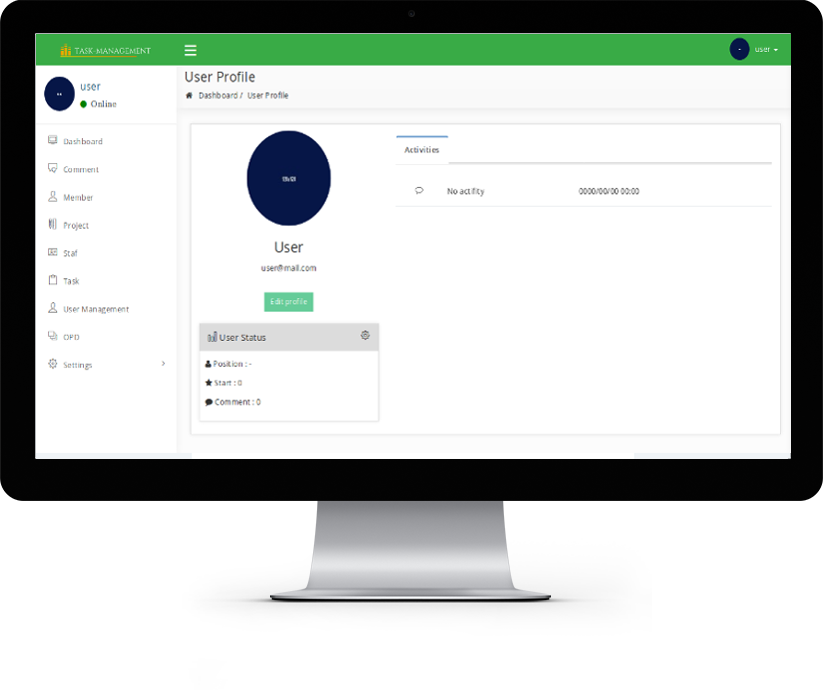 TASK-MANAGEMENT
user
user
Online
User Profile
Dashboard / User Profile
Dashboard
Comment
Member
Project
Staf
Task
User Management
OPD
Settings
User
user@mail.com
Edit profile
User Status
Position : -
Start : 0
Comment : 0
Activities
No actifity 0000/00/00 00:00